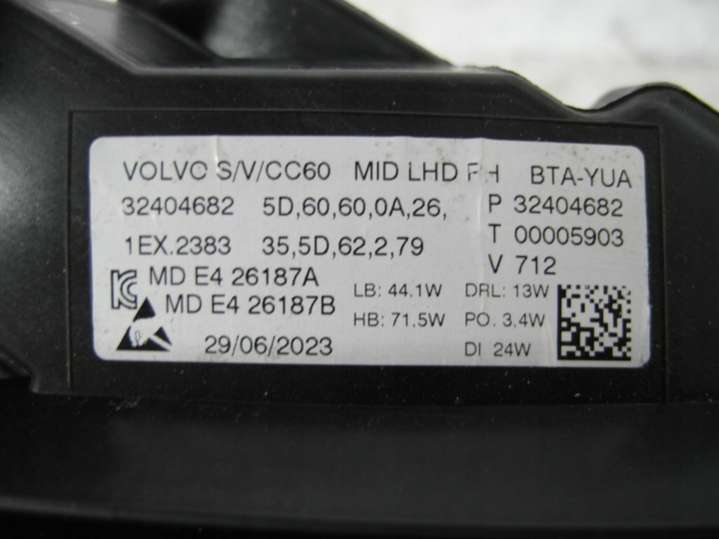 VOLVO S/V/CC60 MID LHD RH BTA-YUA
32404682 5D,60,60,0A,26, P 32404682
1EX.2383 35,5D,62,2,79 T 00005903
V 712
MD E4 26187A LB: 44.1W DRL: 13W
MD E4 26187B HB: 71.5W PO. 3.4W
29/06/2023 DI 24W